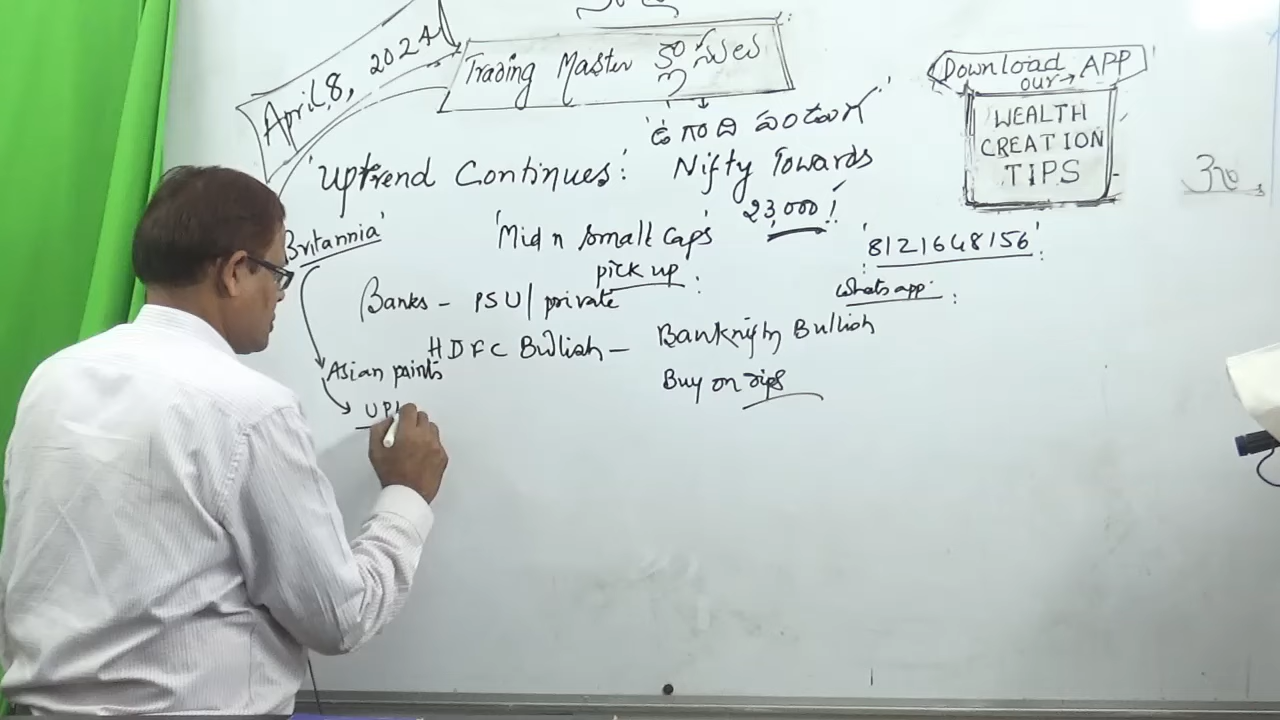 April 8, 2024
Trading Master కోర్సులు
Download
our → APP
WEALTH
CREATION
TIPS
'ఉగాది పండుగ'
'Uptrend Continues: Nifty Towards
23,000!
'Britannia'
'Mid n Small Caps'
pick up:
'8121648156'
Whatsapp:
Banks - PSU/private
HDFC Bullish - Banknifty Bullish
Buy on dips
Asian paints
UPL